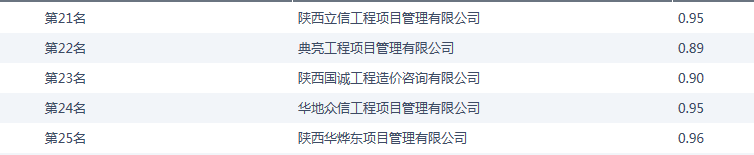 第21名 陕西立信工程项目管理有限公司 0.95
第22名 典亮工程项目管理有限公司 0.89
第23名 陕西国诚工程造价咨询有限公司 0.90
第24名 华地众信工程项目管理有限公司 0.95
第25名 陕西华烨东项目管理有限公司 0.96